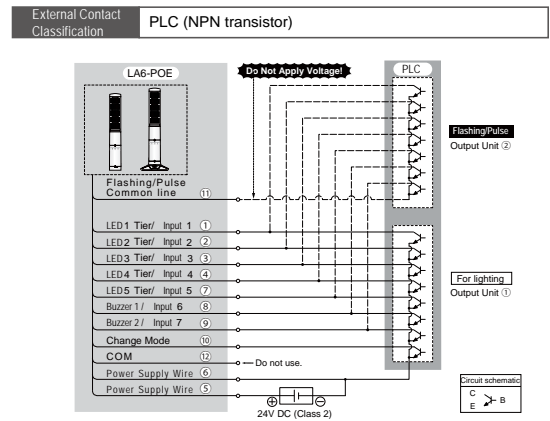 External Contact
Classification
PLC (NPN transistor)
LA6-POE
Do Not Apply Voltage!
PLC
Flashing/Pulse
Output Unit ②
Flashing/Pulse
Common line ⑪
LED1 Tier/ Input 1 ①
LED2 Tier/ Input 2 ②
LED3 Tier/ Input 3 ③
LED4 Tier/ Input 4 ④
LED5 Tier/ Input 5 ⑦
Buzzer 1 / Input 6 ⑧
Buzzer 2 / Input 7 ⑨
Change Mode ⑩
COM ⑫
Do not use.
Power Supply Wire ⑥
Power Supply Wire ⑤
⊕ ⊖
24V DC (Class 2)
For lighting
Output Unit ①
Circuit schematic
C
B
E